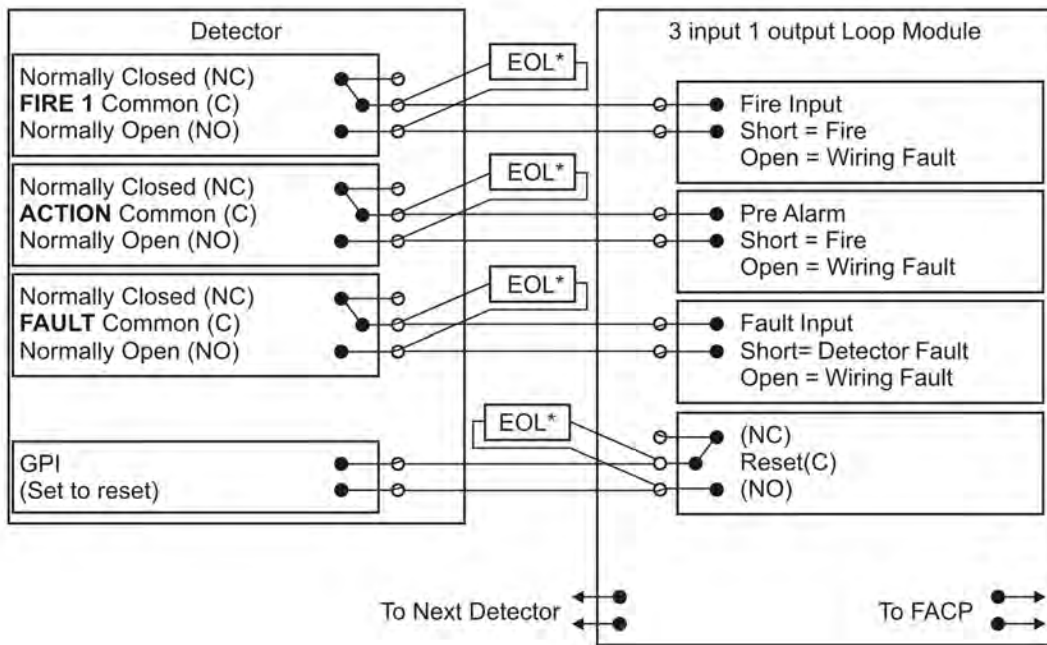 Detector
3 input 1 output Loop Module
Normally Closed (NC)
FIRE 1 Common (C)
Normally Open (NO)
EOL*
Fire Input
Short = Fire
Open = Wiring Fault
Normally Closed (NC)
ACTION Common (C)
Normally Open (NO)
EOL*
Pre Alarm
Short = Fire
Open = Wiring Fault
Normally Closed (NC)
FAULT Common (C)
Normally Open (NO)
EOL*
Fault Input
Short= Detector Fault
Open = Wiring Fault
GPI
(Set to reset)
EOL*
(NC)
Reset(C)
(NO)
To Next Detector
To FACP